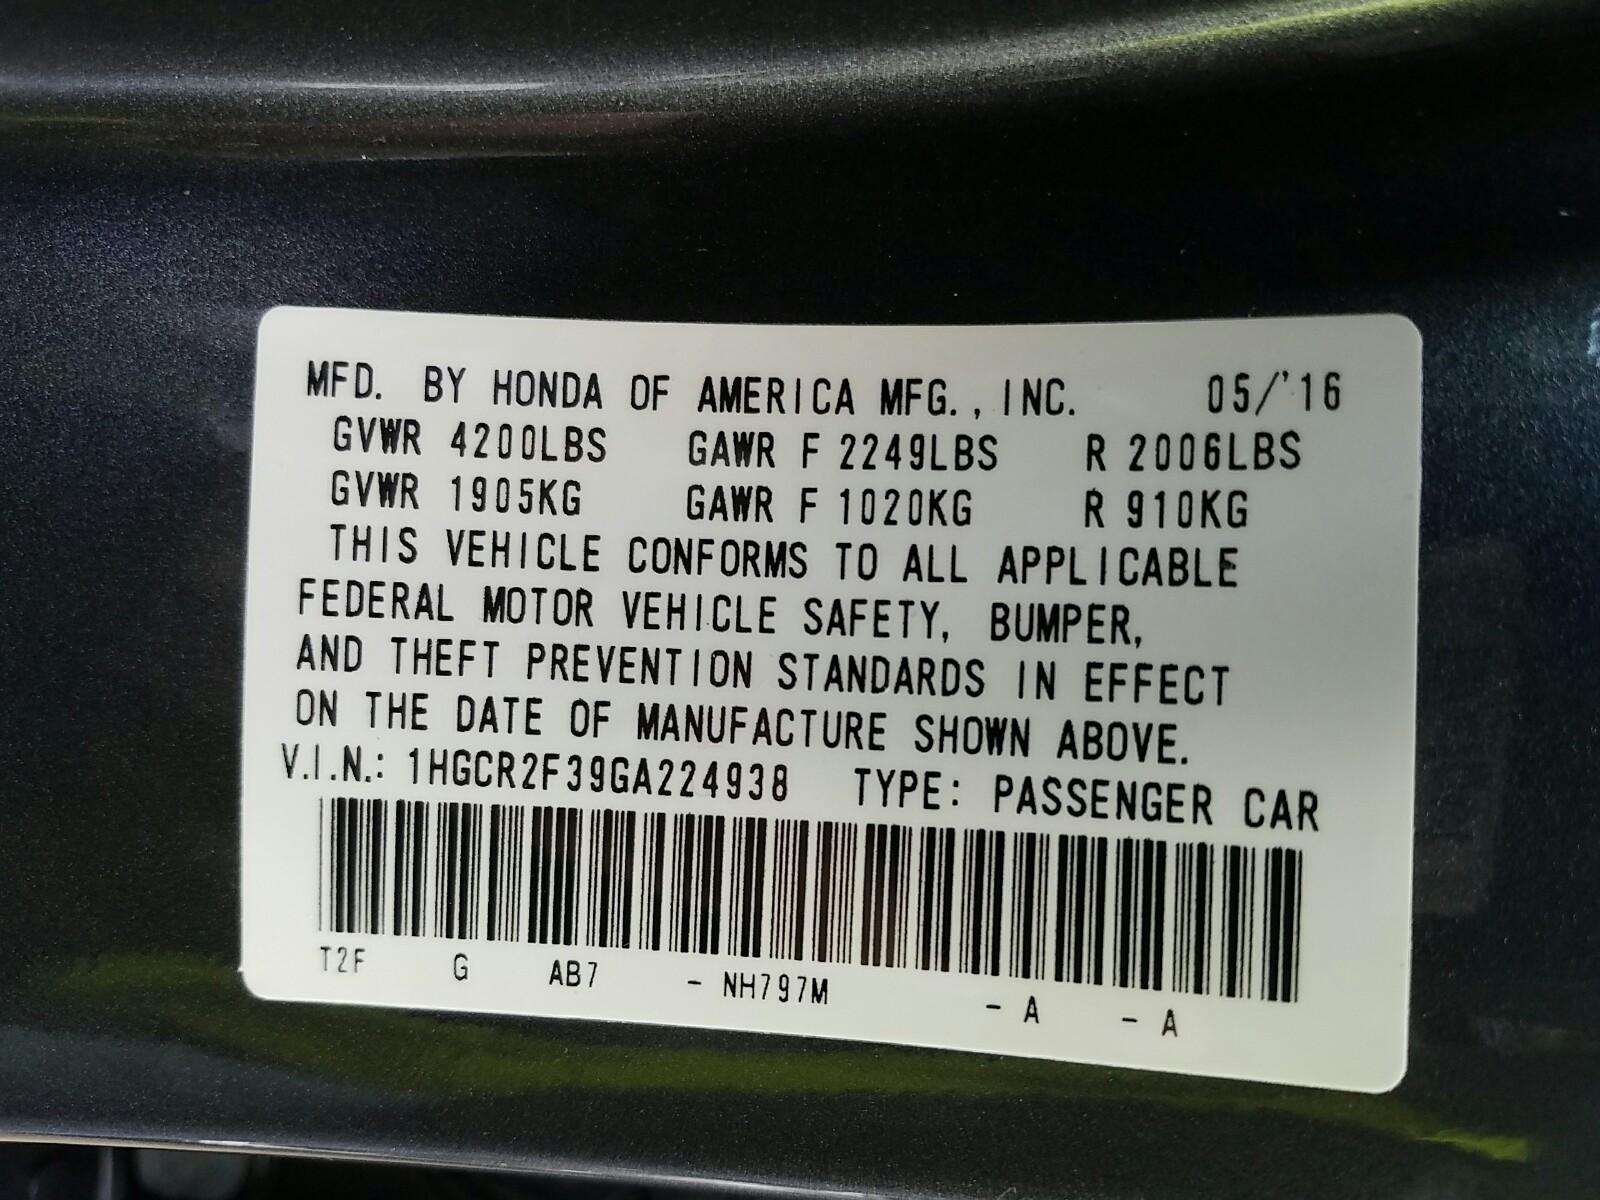 MFD. BY HONDA OF AMERICA MFG., INC. 05/'16
GVWR 4200LBS GAWR F 2249LBS R 2006LBS
GVWR 1905KG GAWR F 1020KG R 910KG
THIS VEHICLE CONFORMS TO ALL APPLICABLE
FEDERAL MOTOR VEHICLE SAFETY, BUMPER,
AND THEFT PREVENTION STANDARDS IN EFFECT
ON THE DATE OF MANUFACTURE SHOWN ABOVE.
V.I.N.: 1HGCR2F39GA224938 TYPE: PASSENGER CAR
T2F G AB7 - NH797M - A - A